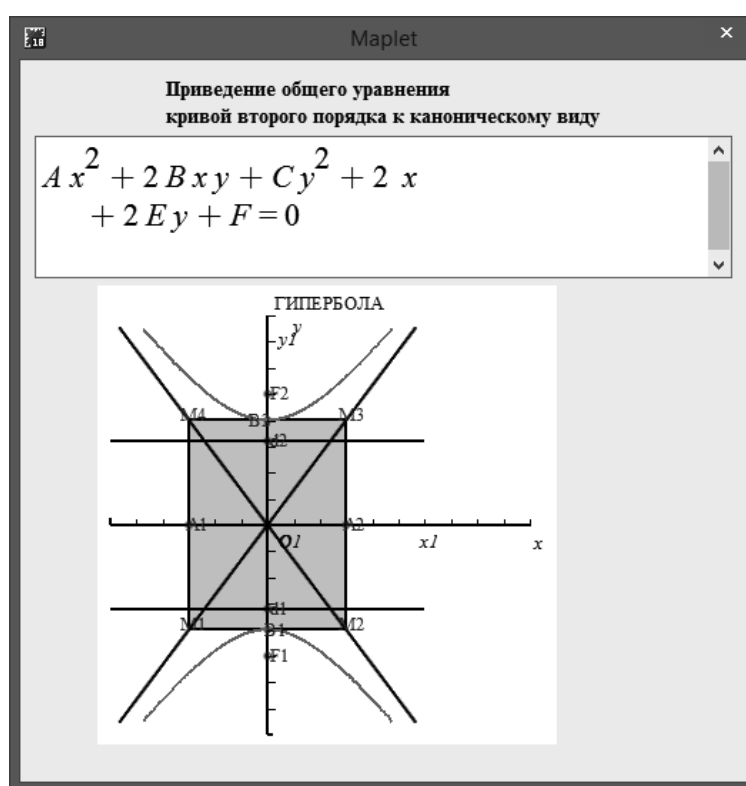 Maplet
Приведение общего уравнения
кривой второго порядка к каноническому виду
A x² + 2 B x y + C y² + 2 x
+ 2 E y + F = 0
ГИПЕРБОЛА
y
y1
F2
M4
M3
A1
A2
O1
x1
x
M1
B1
M2
F1